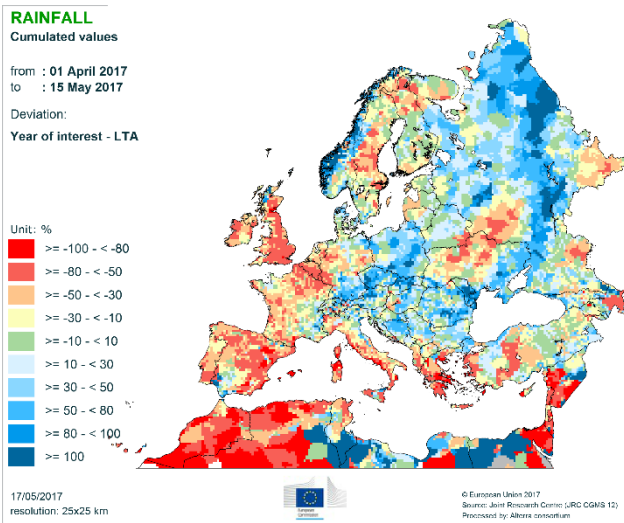 RAINFALL
Cumulated values
from : 01 April 2017
to : 15 May 2017
Deviation:
Year of interest - LTA
Unit: %
>= -100 - < -80
>= -80 - < -50
>= -50 - < -30
>= -30 - < -10
>= -10 - < 10
>= 10 - < 30
>= 30 - < 50
>= 50 - < 80
>= 80 - < 100
>= 100
17/05/2017
resolution: 25x25 km
European
Commission
© European Union 2017
Source: Joint Research Centre (JRC CGMS 12)
Processed by: Alterra consortium